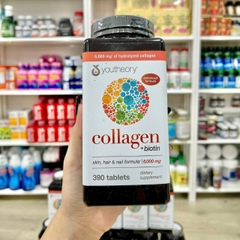 6,000 mg of hydrolyzed collagen
youtheory
collagen
+ biotin
skin, hair & nail formula
6,000 mg
390 tablets
dietary
supplement